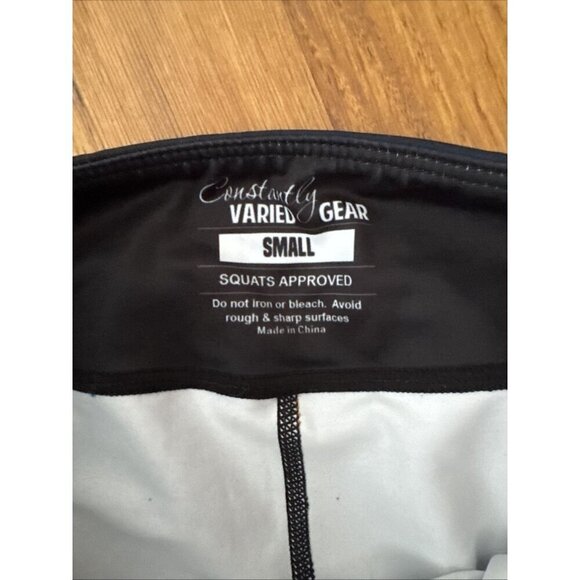 Constantly
VARIED GEAR
SMALL
SQUATS APPROVED
Do not iron or bleach. Avoid
rough & sharp surfaces
Made in China